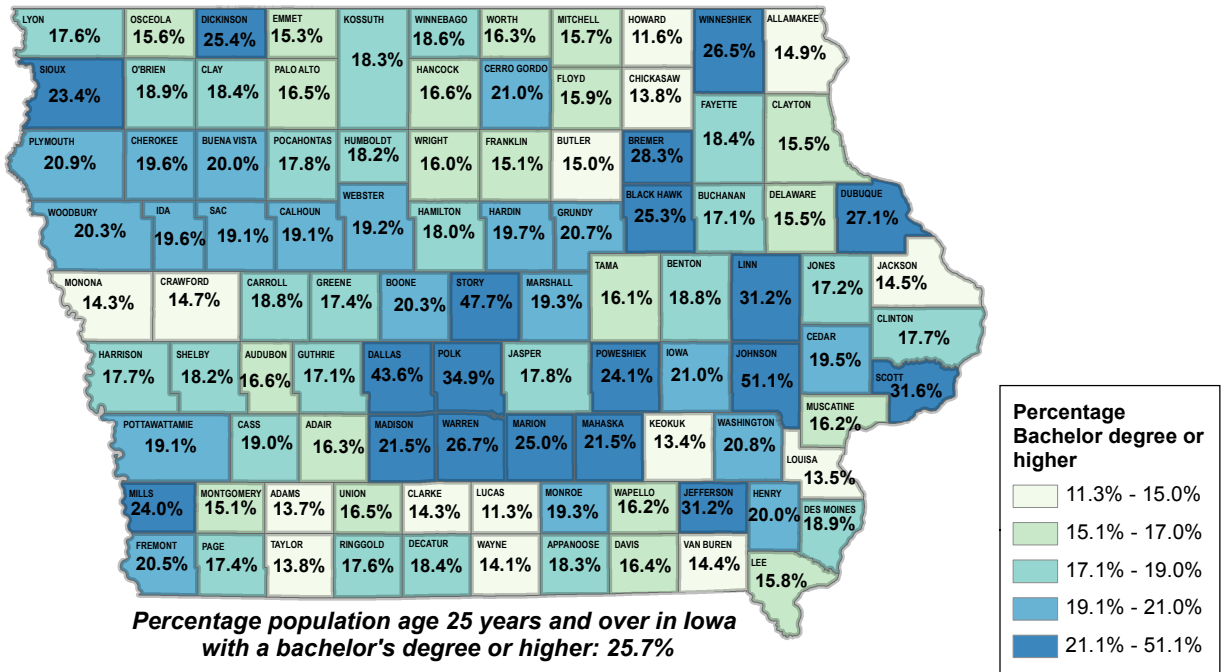 LYON
17.6%
OSCEOLA
15.6%
DICKINSON
25.4%
EMMET
15.3%
KOSSUTH
18.3%
WINNEBAGO
18.6%
WORTH
16.3%
MITCHELL
15.7%
HOWARD
11.6%
WINNESHIEK
26.5%
ALLAMAKEE
14.9%
SIOUX
23.4%
O'BRIEN
18.9%
CLAY
18.4%
PALO ALTO
16.5%
HANCOCK
16.6%
CERRO GORDO
21.0%
FLOYD
15.9%
CHICKASAW
13.8%
FAYETTE
18.4%
CLAYTON
15.5%
PLYMOUTH
20.9%
CHEROKEE
19.6%
BUENA VISTA
20.0%
POCAHONTAS
17.8%
HUMBOLDT
18.2%
WRIGHT
16.0%
FRANKLIN
15.1%
BUTLER
15.0%
BREMER
28.3%
WOODBURY
20.3%
IDA
19.6%
SAC
19.1%
CALHOUN
19.1%
WEBSTER
19.2%
HAMILTON
18.0%
HARDIN
19.7%
GRUNDY
20.7%
BLACK HAWK
25.3%
BUCHANAN
17.1%
DELAWARE
15.5%
DUBUQUE
27.1%
MONONA
14.3%
CRAWFORD
14.7%
CARROLL
18.8%
GREENE
17.4%
BOONE
20.3%
STORY
47.7%
MARSHALL
19.3%
TAMA
16.1%
BENTON
18.8%
LINN
31.2%
JONES
17.2%
JACKSON
14.5%
CLINTON
17.7%
HARRISON
17.7%
SHELBY
18.2%
AUDUBON
16.6%
GUTHRIE
17.1%
DALLAS
43.6%
POLK
34.9%
JASPER
17.8%
POWESHIEK
24.1%
IOWA
21.0%
JOHNSON
51.1%
CEDAR
19.5%
SCOTT
31.6%
MUSCATINE
16.2%
POTTAWATTAMIE
19.1%
CASS
19.0%
ADAIR
16.3%
MADISON
21.5%
WARREN
26.7%
MARION
25.0%
MAHASKA
21.5%
KEOKUK
13.4%
WASHINGTON
20.8%
LOUISA
13.5%
MILLS
24.0%
MONTGOMERY
15.1%
ADAMS
13.7%
UNION
16.5%
CLARKE
14.3%
LUCAS
11.3%
MONROE
19.3%
WAPELLO
16.2%
JEFFERSON
31.2%
HENRY
20.0%
DES MOINES
18.9%
FREMONT
20.5%
PAGE
17.4%
TAYLOR
13.8%
RINGGOLD
17.6%
DECATUR
18.4%
WAYNE
14.1%
APPANOOSE
18.3%
DAVIS
16.4%
VAN BUREN
14.4%
LEE
15.8%
Percentage population age 25 years and over in Iowa
with a bachelor's degree or higher: 25.7%
Percentage
Bachelor degree or
higher
11.3% - 15.0%
15.1% - 17.0%
17.1% - 19.0%
19.1% - 21.0%
21.1% - 51.1%